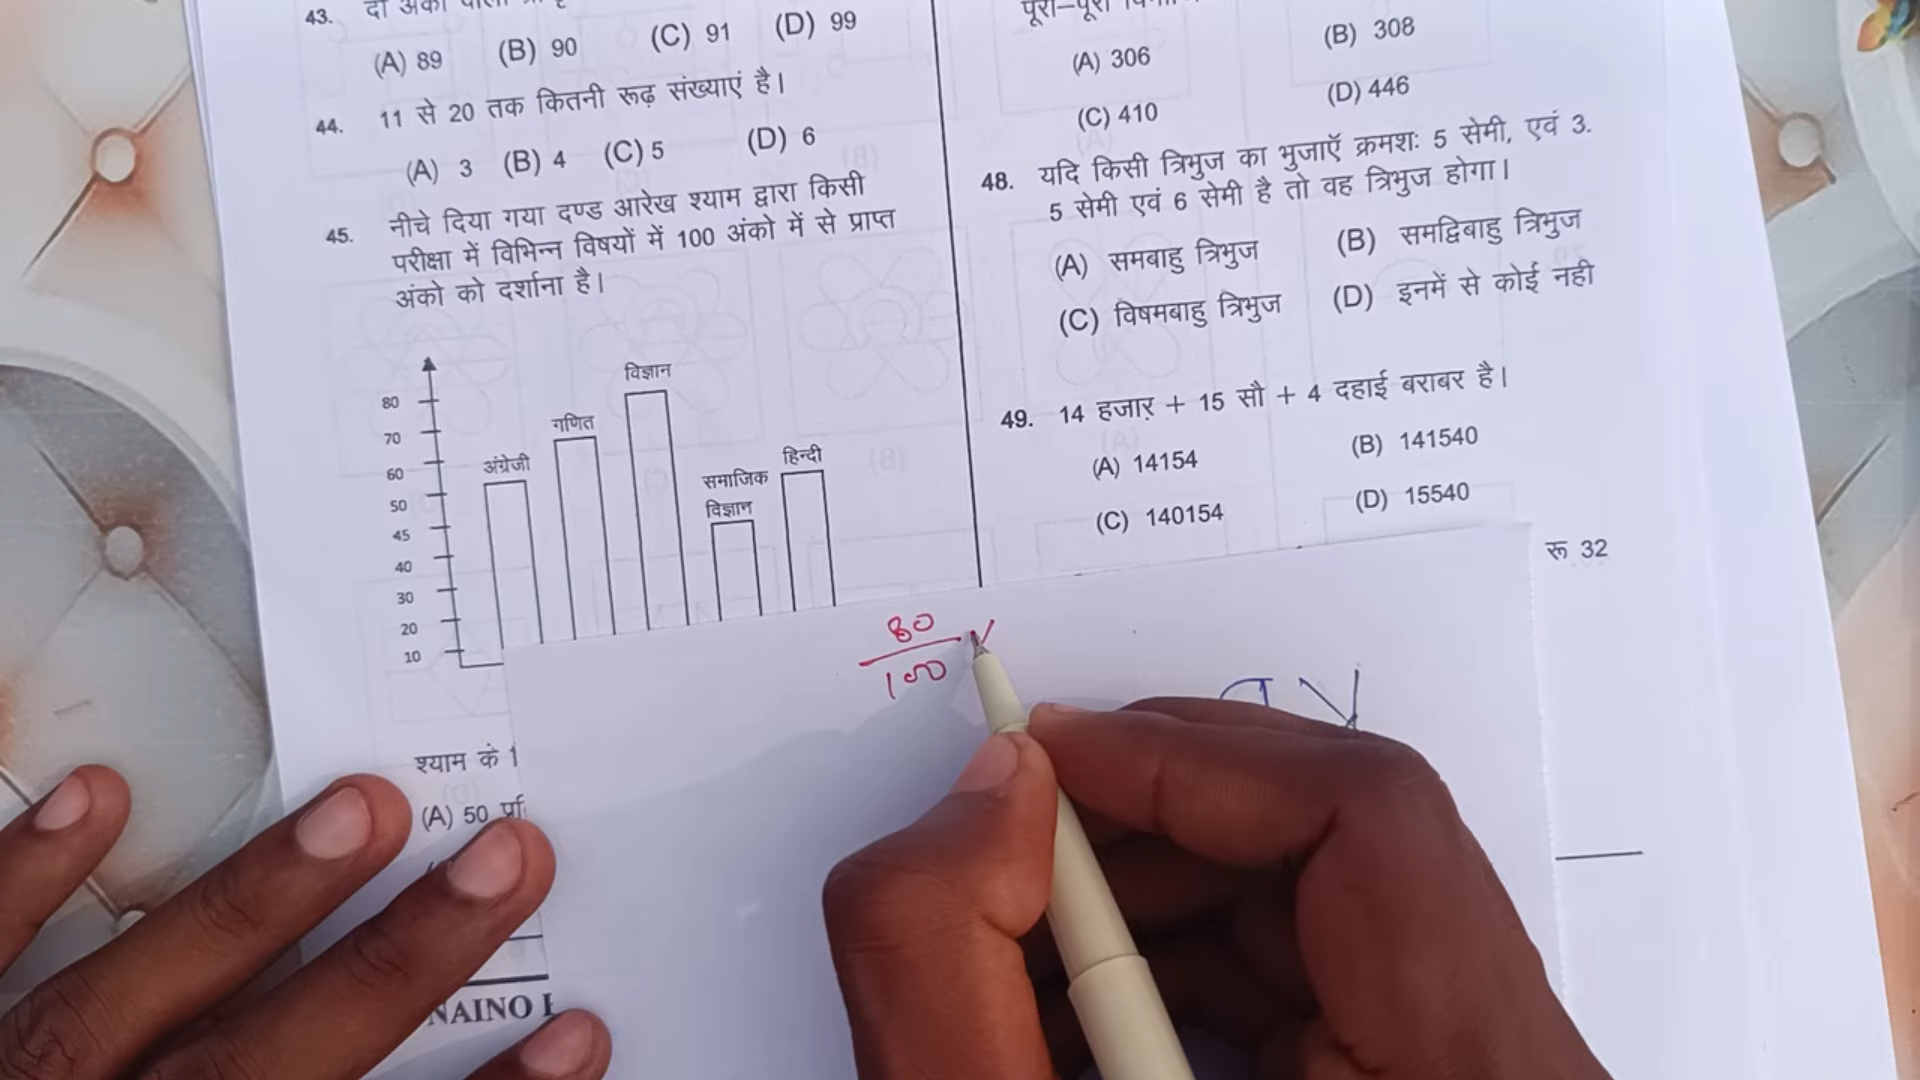 43.
(A) 89 (B) 90 (C) 91 (D) 99
44. 11 से 20 तक कितनी रूढ़ संख्याएं है।
(A) 3 (B) 4 (C) 5 (D) 6
45. नीचे दिया गया दण्ड आरेख श्याम द्वारा किसी
परीक्षा में विभिन्न विषयों में 100 अंको में से प्राप्त
अंको को दर्शाना है।
विज्ञान
गणित
अंग्रेजी
हिन्दी
समाजिक
विज्ञान
80
70
60
50
45
40
30
20
10
श्याम के
(A) 50
NAINO
पूरा–पूरा
(A) 306 (B) 308
(C) 410 (D) 446
48. यदि किसी त्रिभुज का भुजाएँ क्रमशः 5 सेमी, एवं 3.
5 सेमी एवं 6 सेमी है तो वह त्रिभुज होगा।
(A) समबाहु त्रिभुज (B) समद्विबाहु त्रिभुज
(C) विषमबाहु त्रिभुज (D) इनमें से कोई नही
49. 14 हजार + 15 सौ + 4 दहाई बराबर है।
(A) 14154 (B) 141540
(C) 140154 (D) 15540
रू 32
80
100